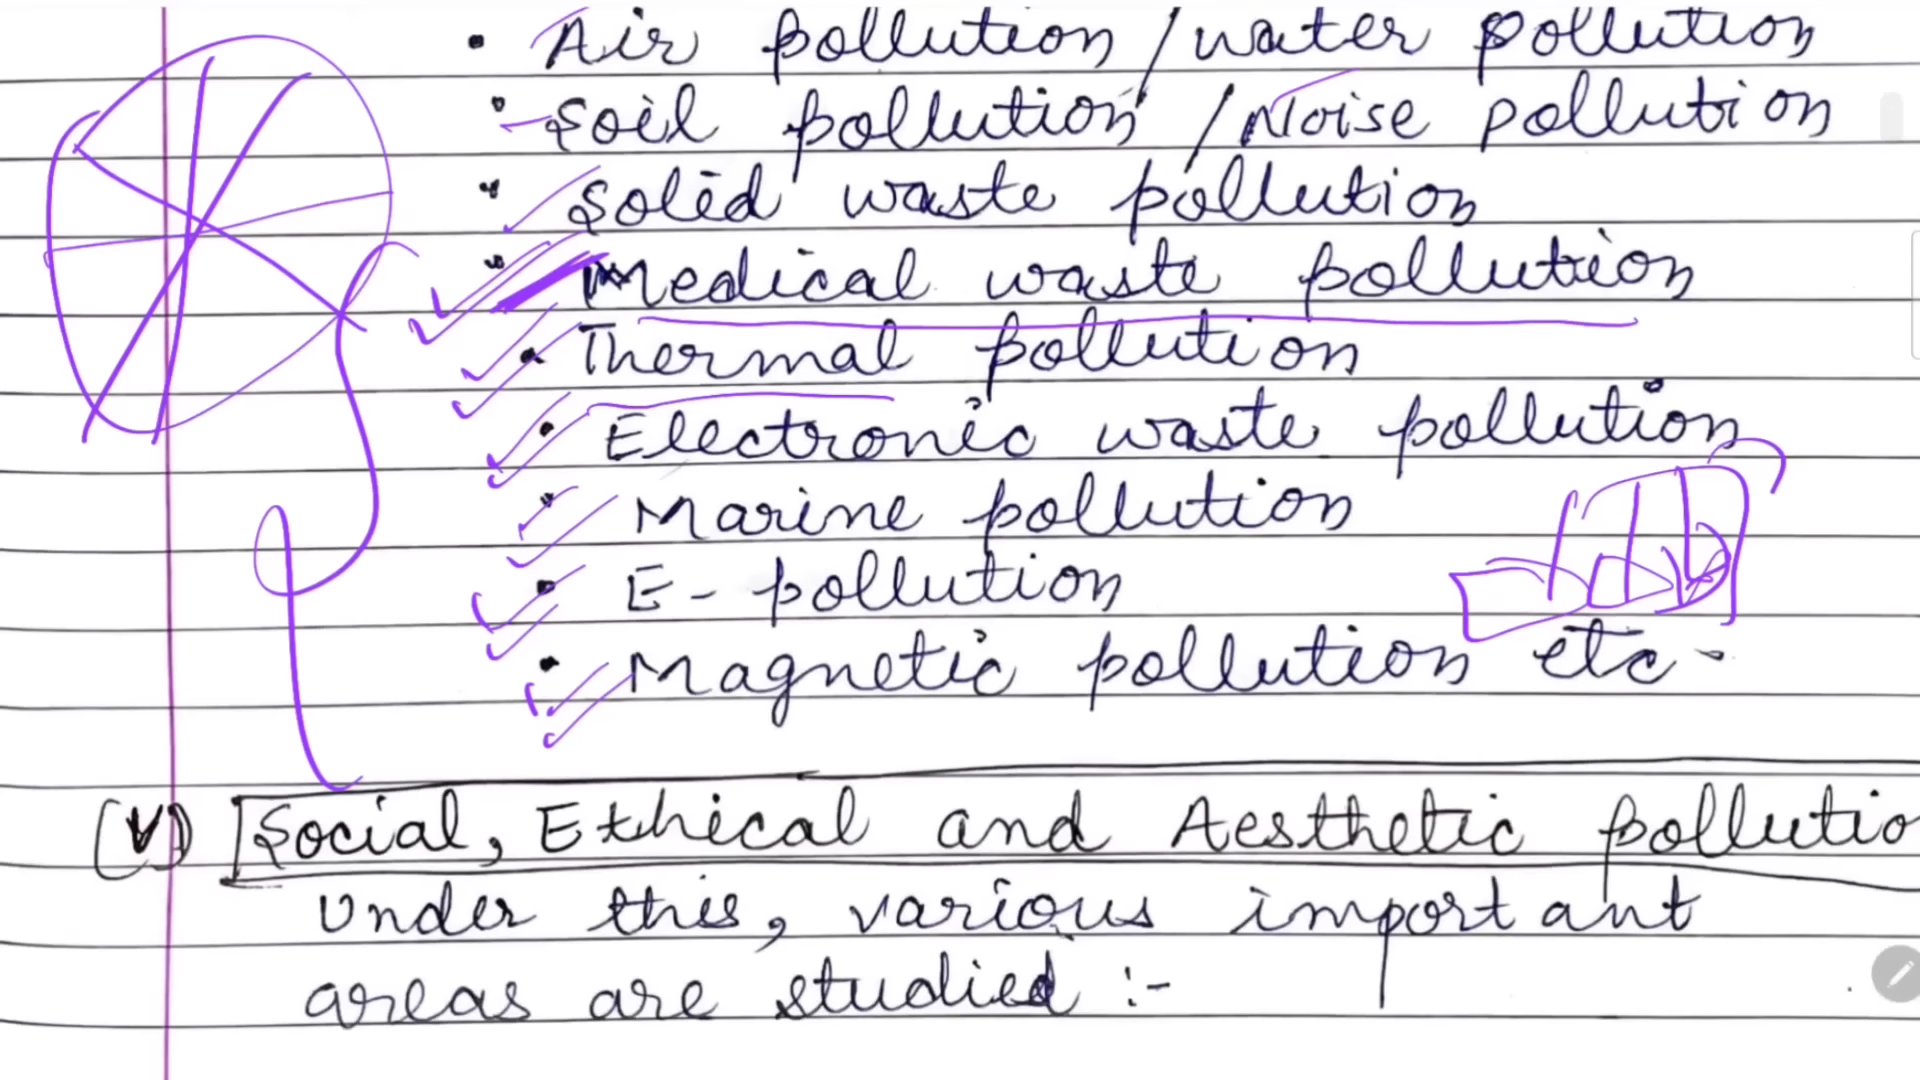 • Air pollution / water pollution
• Soil pollution / Noise pollution
• Solid waste pollution
• Medical waste pollution
• Thermal pollution
• Electronic waste pollution
• Marine pollution
• E - pollution
• Magnetic pollution etc.
(V) Social, Ethical and Aesthetic pollutio
Under this, various important
areas are studied :-